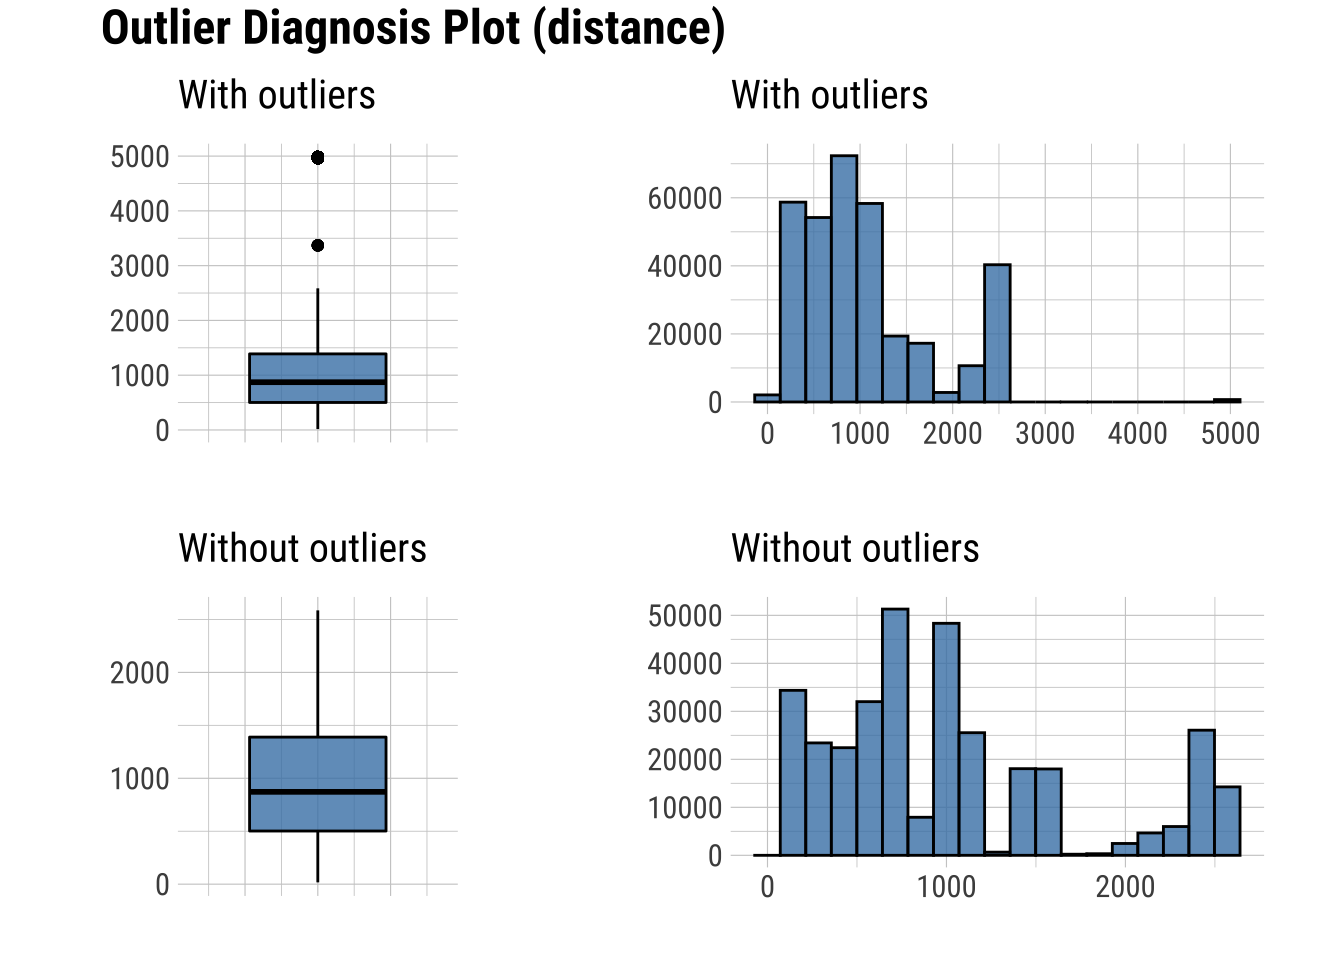 Outlier Diagnosis Plot (distance)
With outliers
5000
4000
3000
2000
1000
0
With outliers
60000
40000
20000
0
0 1000 2000 3000 4000 5000
Without outliers
2000
1000
0
Without outliers
50000
40000
30000
20000
10000
0
0 1000 2000